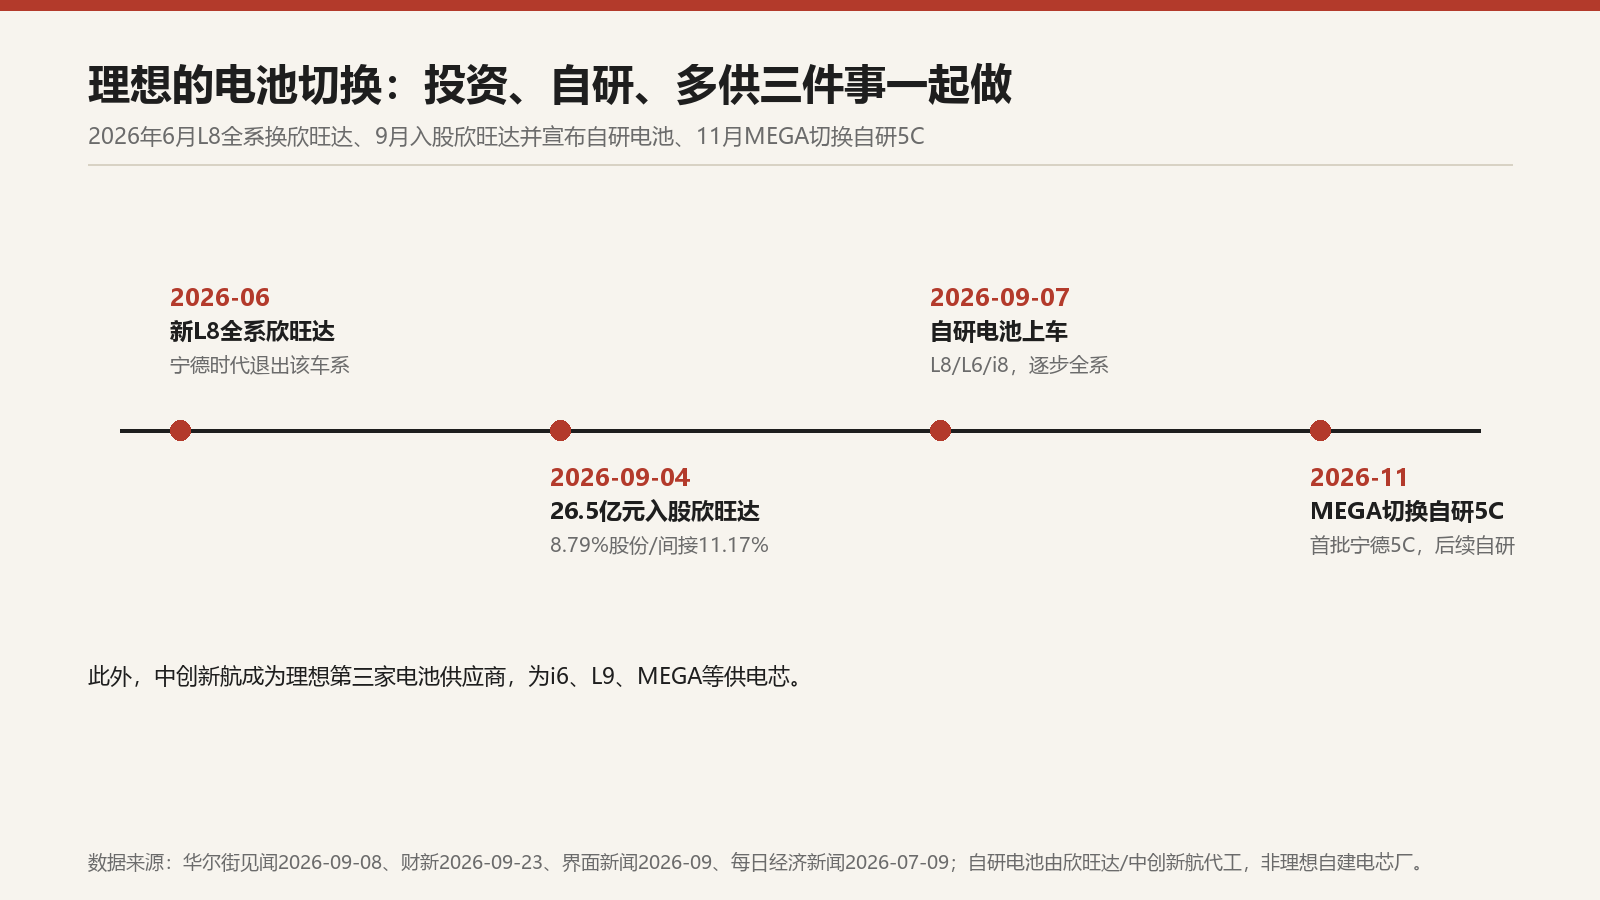 理想的电池切换：投资、自研、多供三件事一起做
2026年6月L8全系换欣旺达、9月入股欣旺达并宣布自研电池、11月MEGA切换自研5C
2026-06
新L8全系欣旺达
宁德时代退出该车系
2026-09-07
自研电池上车
L8/L6/i8，逐步全系
2026-09-04
26.5亿元入股欣旺达
8.79%股份/间接11.17%
2026-11
MEGA切换自研5C
首批宁德5C，后续自研
此外，中创新航成为理想第三家电池供应商，为i6、L9、MEGA等供电芯。
数据来源：华尔街见闻2026-09-08、财新2026-09-23、界面新闻2026-09、每日经济新闻2026-07-09；自研电池由欣旺达/中创新航代工，非理想自建电芯厂。